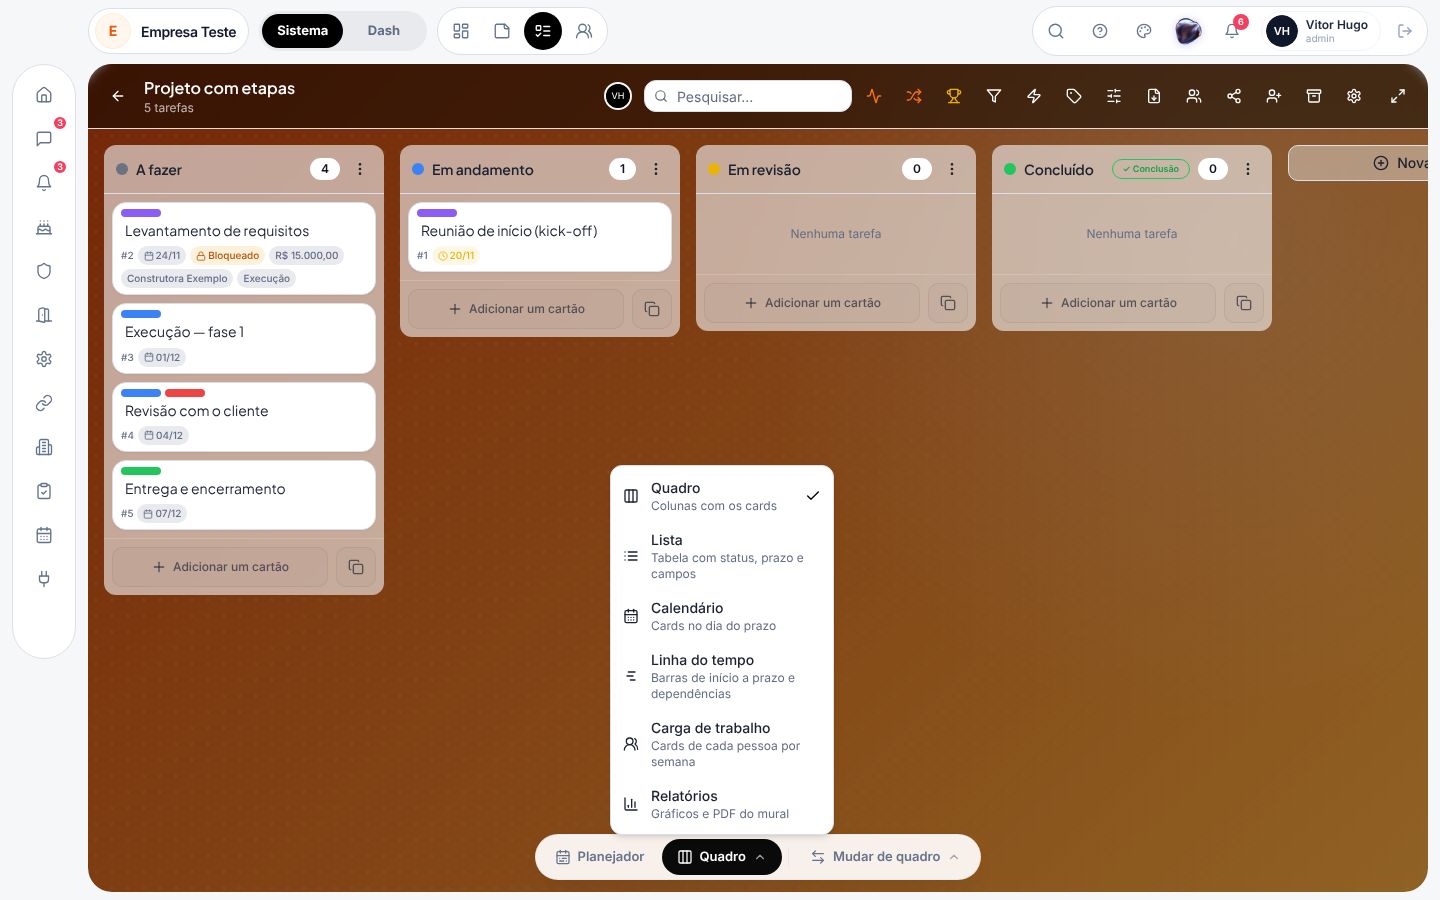 E Empresa Teste
Sistema
Dash
6
VH
Vitor Hugo
admin
3
3
Projeto com etapas
5 tarefas
VH
Pesquisar...
A fazer
4
Levantamento de requisitos
#2 24/11 Bloqueado R$ 15.000,00
Construtora Exemplo Execução
Execução — fase 1
#3 01/12
Revisão com o cliente
#4 04/12
Entrega e encerramento
#5 07/12
Adicionar um cartão
Em andamento
1
Reunião de início (kick-off)
#1 20/11
Adicionar um cartão
Em revisão
0
Nenhuma tarefa
Adicionar um cartão
Concluído
Conclusão
0
Nenhuma tarefa
Adicionar um cartão
Nova
Quadro
Colunas com os cards
Lista
Tabela com status, prazo e
campos
Calendário
Cards no dia do prazo
Linha do tempo
Barras de início a prazo e
dependências
Carga de trabalho
Cards de cada pessoa por
semana
Relatórios
Gráficos e PDF do mural
Planejador
Quadro
Mudar de quadro